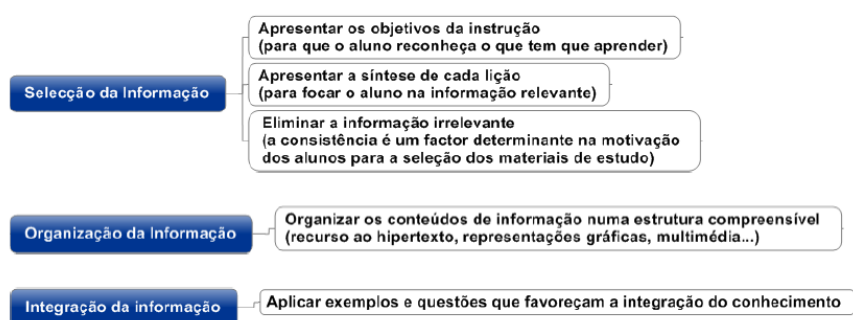 Selecção da Informação
Apresentar os objetivos da instrução
(para que o aluno reconheça o que tem que aprender)
Apresentar a síntese de cada lição
(para focar o aluno na informação relevante)
Eliminar a informação irrelevante
(a consistência é um factor determinante na motivação
dos alunos para a seleção dos materiais de estudo)
Organização da Informação
Organizar os conteúdos de informação numa estrutura compreensível
(recurso ao hipertexto, representações gráficas, multimédia...)
Integração da informação
Aplicar exemplos e questões que favoreçam a integração do conhecimento